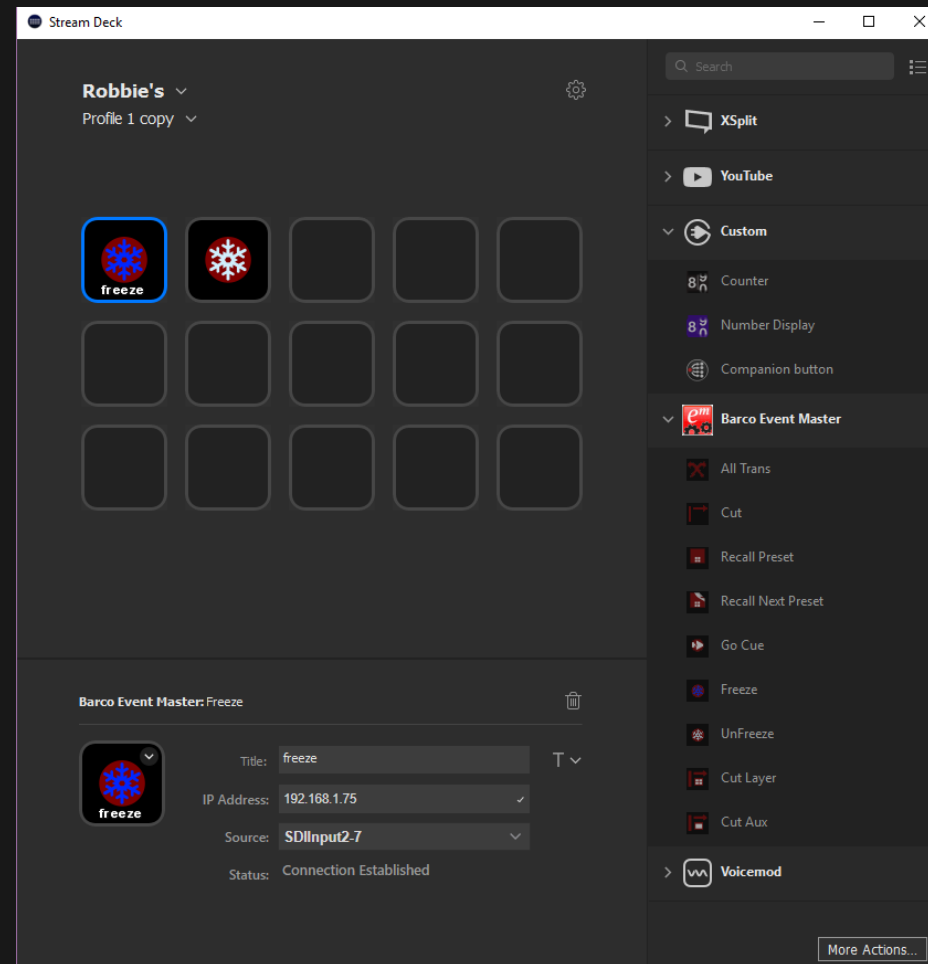 Stream Deck
Robbie's
Profile 1 copy
freeze
Barco Event Master: Freeze
freeze
Title: freeze
IP Address: 192.168.1.75
Source: SDIInput2-7
Status: Connection Established
T
Search
XSplit
YouTube
Custom
Counter
Number Display
Companion button
em
Barco Event Master
All Trans
Cut
Recall Preset
Recall Next Preset
Go Cue
Freeze
UnFreeze
Cut Layer
Cut Aux
Voicemod
More Actions...